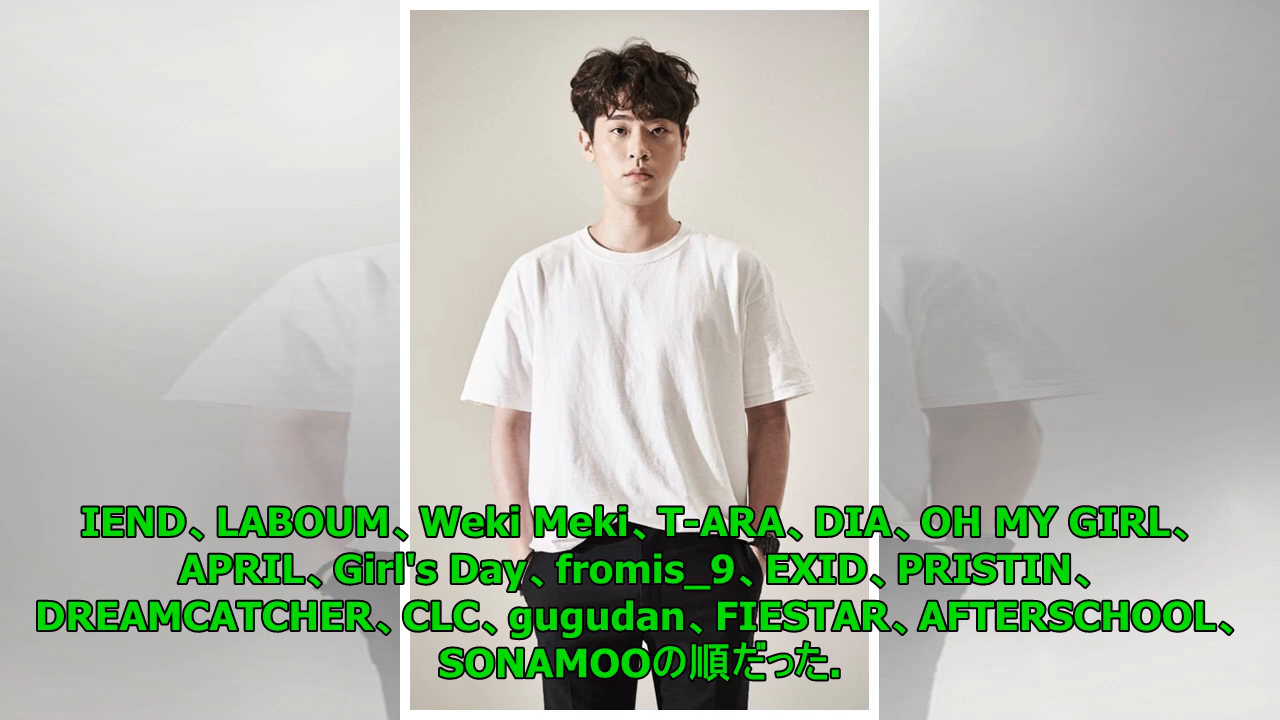 IEND、LABOUM、Weki Meki、T-ARA、DIA、OH MY GIRL、
APRIL、Girl's Day、fromis_9、EXID、PRISTIN、
DREAMCATCHER、CLC、gugudan、FIESTAR、AFTERSCHOOL、
SONAMOOの順だった.